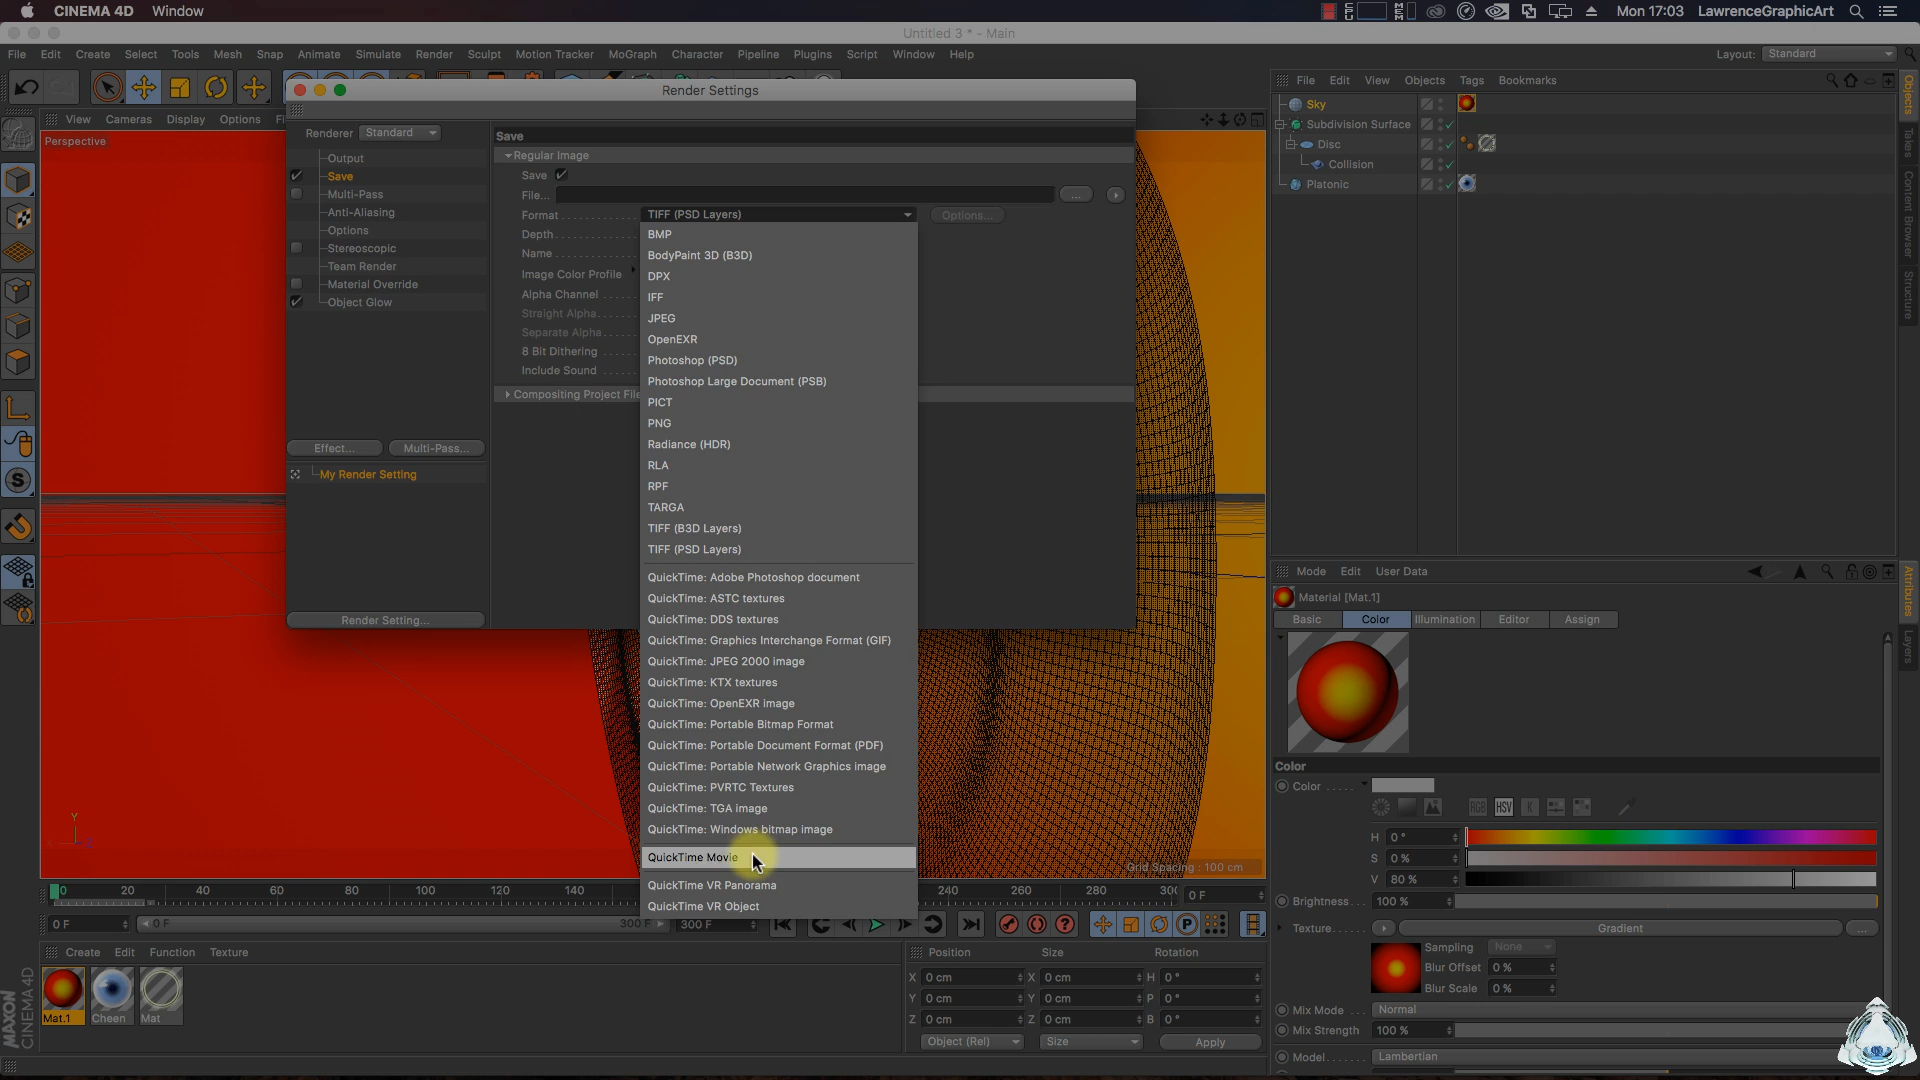 CINEMA 4D Window
Mon 17:03 LawrenceGraphicArt
Untitled 3 * - Main
File Edit Create Select Tools Mesh Snap Animate Simulate Render Sculpt Motion Tracker MoGraph Character Pipeline Plugins Script Window Help
Layout: Standard
Render Settings
File Edit View Objects Tags Bookmarks
View Cameras Display Options
Perspective
Renderer Standard
Output
Save
Multi-Pass
Anti-Aliasing
Options
Stereoscopic
Team Render
Material Override
Object Glow
Effect... Multi-Pass...
My Render Setting
Render Setting...
Save
Regular Image
Save
File...
...
Format TIFF (PSD Layers) Options...
Depth
Name
Image Color Profile
Alpha Channel
Straight Alpha
Separate Alpha
8 Bit Dithering
Include Sound
Compositing Project File
BMP
BodyPaint 3D (B3D)
DPX
IFF
JPEG
OpenEXR
Photoshop (PSD)
Photoshop Large Document (PSB)
PICT
PNG
Radiance (HDR)
RLA
RPF
TARGA
TIFF (B3D Layers)
TIFF (PSD Layers)
QuickTime: Adobe Photoshop document
QuickTime: ASTC textures
QuickTime: DDS textures
QuickTime: Graphics Interchange Format (GIF)
QuickTime: JPEG 2000 image
QuickTime: KTX textures
QuickTime: OpenEXR image
QuickTime: Portable Bitmap Format
QuickTime: Portable Document Format (PDF)
QuickTime: Portable Network Graphics image
QuickTime: PVRTC Textures
QuickTime: TGA image
QuickTime: Windows bitmap image
QuickTime Movie
QuickTime VR Panorama
QuickTime VR Object
Sky
Subdivision Surface
Disc
Collision
Platonic
Objects
Takes
Content Browser
Structure
Mode Edit User Data
Material [Mat.1]
Basic Color Illumination Editor Assign
Attributes
Layers
Color
Color
RGB HSV K
H 0 °
S 0 %
V 80 %
Brightness 100 %
Texture Gradient ...
Sampling None
Blur Offset 0 %
Blur Scale 0 %
Mix Mode Normal
Mix Strength 100 %
Model Lambertian
Y
Grid Spacing : 100 cm
0 20 40 60 80 100 120 140 240 260 280 300
0 F
0 F 0 F 300 F 300 F
Create Edit Function Texture
Mat.1 Cheen Mat
Position Size Rotation
X 0 cm X 0 cm H 0 °
Y 0 cm Y 0 cm P 0 °
Z 0 cm Z 0 cm B 0 °
Object (Rel) Size Apply
MAXON
CINEMA 4D